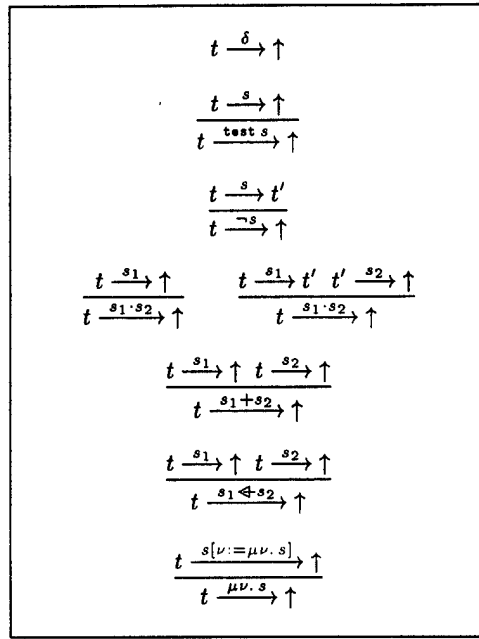 t —δ→ ↑
t —s→ ↑
t —test s→ ↑
t —s→ t′
t —¬s→ ↑
t —s₁→ ↑    t —s₁→ t′  t′ —s₂→ ↑
t —s₁·s₂→ ↑    t —s₁·s₂→ ↑
t —s₁→ ↑  t —s₂→ ↑
t —s₁+s₂→ ↑
t —s₁→ ↑  t —s₂→ ↑
t —s₁ <+ s₂→ ↑
t —s[ν:=μν. s]→ ↑
t —μν. s→ ↑